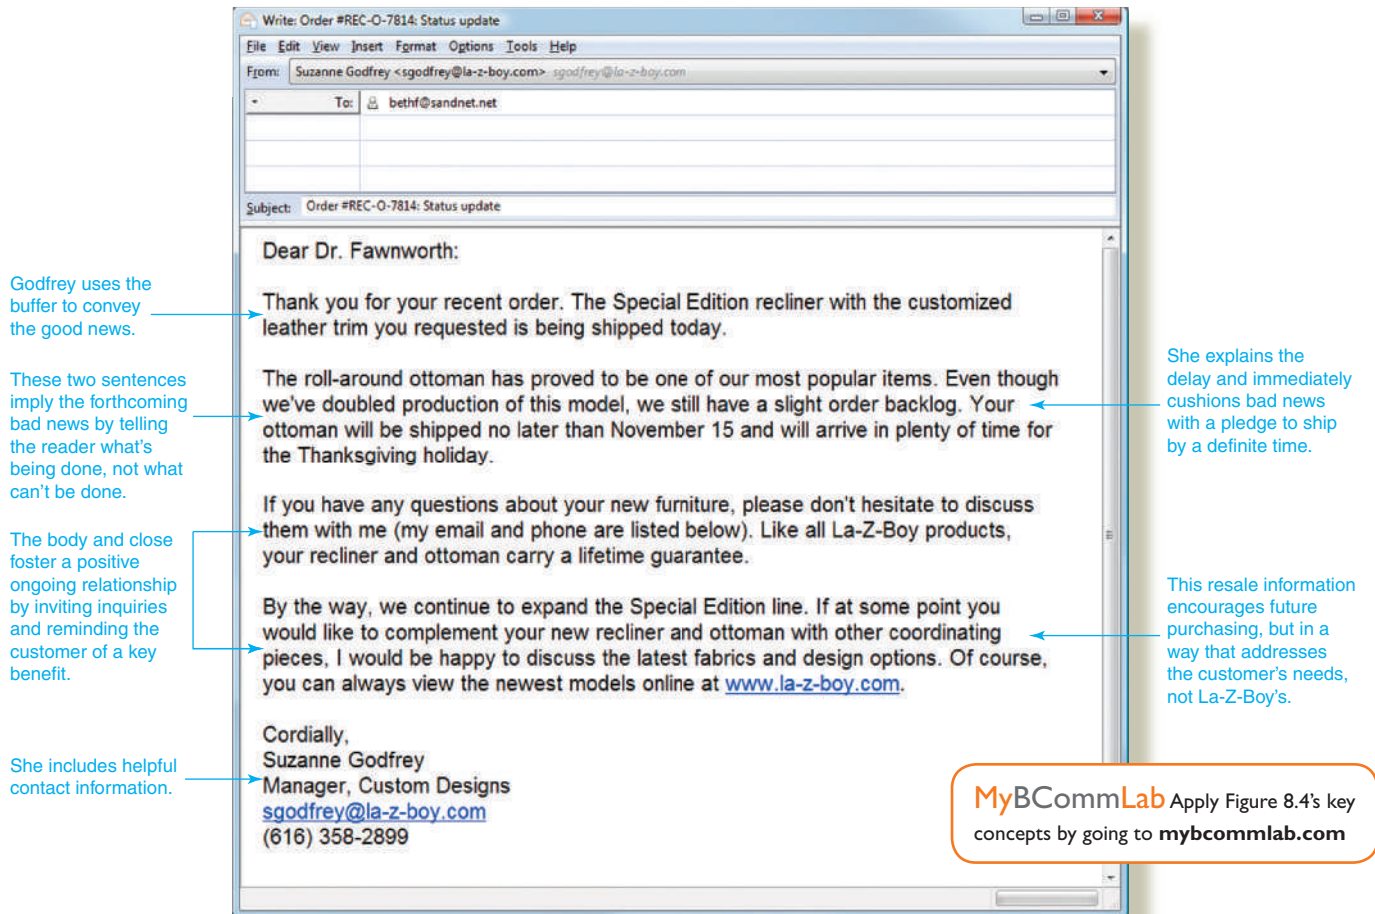 Write: Order #REC-O-7814: Status update
File Edit View Insert Format Options Tools Help
From: Suzanne Godfrey <sgodfrey@la-z-boy.com> sgodfrey@la-z-boy.com
To: bethf@sandnet.net
Subject: Order #REC-O-7814: Status update
Dear Dr. Fawnworth:
Thank you for your recent order. The Special Edition recliner with the customized
leather trim you requested is being shipped today.
The roll-around ottoman has proved to be one of our most popular items. Even though
we've doubled production of this model, we still have a slight order backlog. Your
ottoman will be shipped no later than November 15 and will arrive in plenty of time for
the Thanksgiving holiday.
If you have any questions about your new furniture, please don't hesitate to discuss
them with me (my email and phone are listed below). Like all La-Z-Boy products,
your recliner and ottoman carry a lifetime guarantee.
By the way, we continue to expand the Special Edition line. If at some point you
would like to complement your new recliner and ottoman with other coordinating
pieces, I would be happy to discuss the latest fabrics and design options. Of course,
you can always view the newest models online at www.la-z-boy.com.
Cordially,
Suzanne Godfrey
Manager, Custom Designs
sgodfrey@la-z-boy.com
(616) 358-2899
Godfrey uses the
buffer to convey
the good news.
These two sentences
imply the forthcoming
bad news by telling
the reader what's
being done, not what
can't be done.
The body and close
foster a positive
ongoing relationship
by inviting inquiries
and reminding the
customer of a key
benefit.
She includes helpful
contact information.
She explains the
delay and immediately
cushions bad news
with a pledge to ship
by a definite time.
This resale information
encourages future
purchasing, but in a
way that addresses
the customer's needs,
not La-Z-Boy's.
MyBCommLab Apply Figure 8.4's key
concepts by going to mybcommlab.com